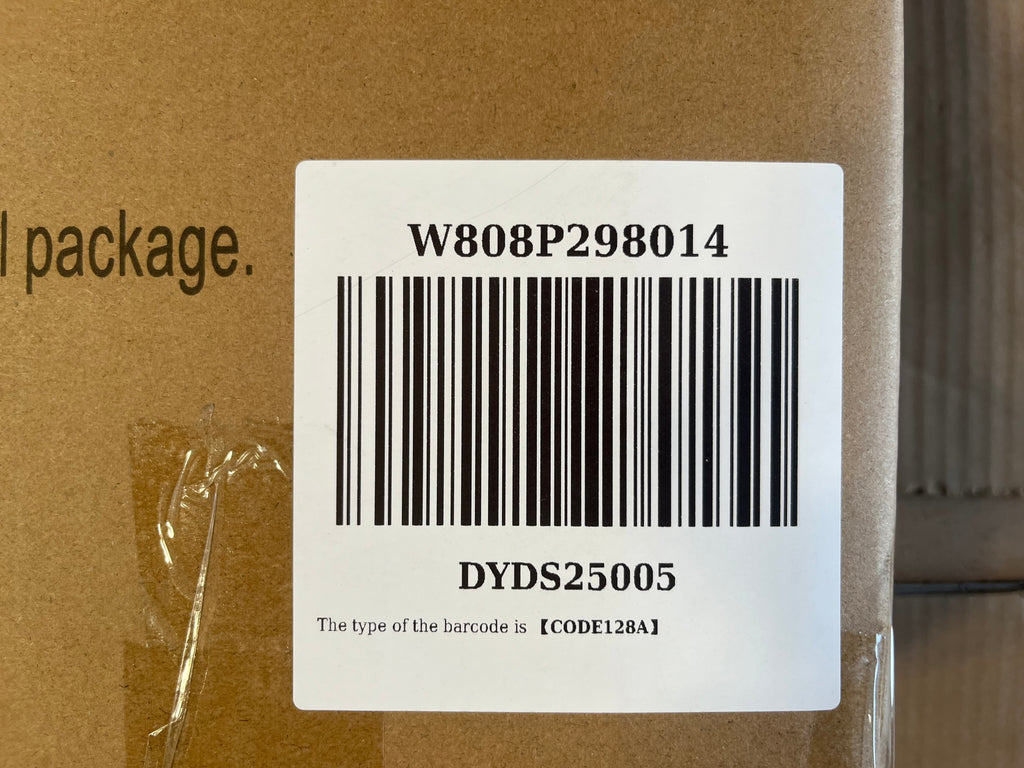 l package.
W808P298014
DYDS25005
The type of the barcode is 【CODE128A】